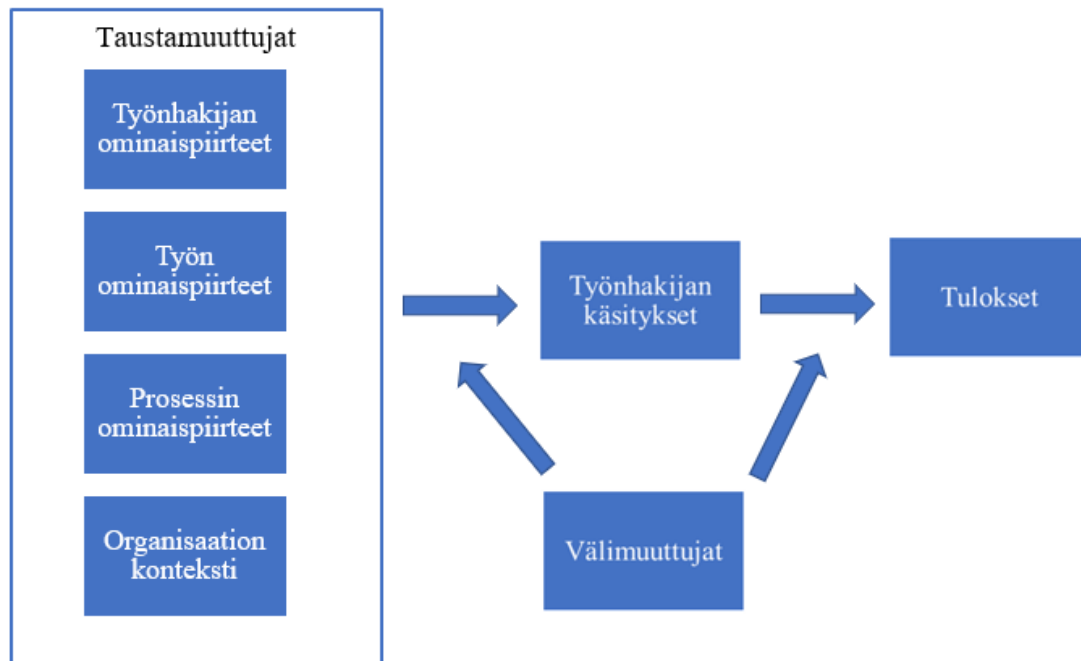 Taustamuuttujat
Työnhakijan
ominaispiirteet
Työn
ominaispiirteet
Prosessin
ominaispiirteet
Organisaation
konteksti
Työnhakijan
käsitykset
Tulokset
Välimuuttujat